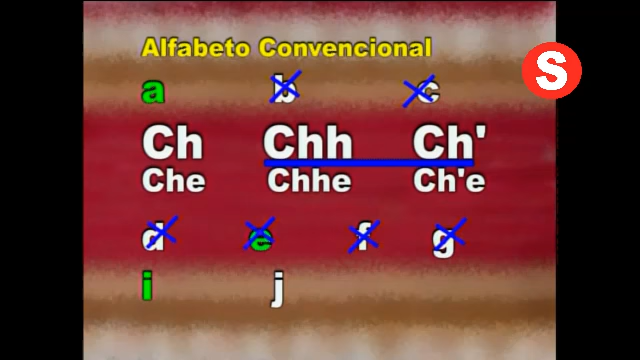 Alfabeto Convencional
a b c
S
Ch Chh Ch'
Che Chhe Ch'e
d e f g
i j